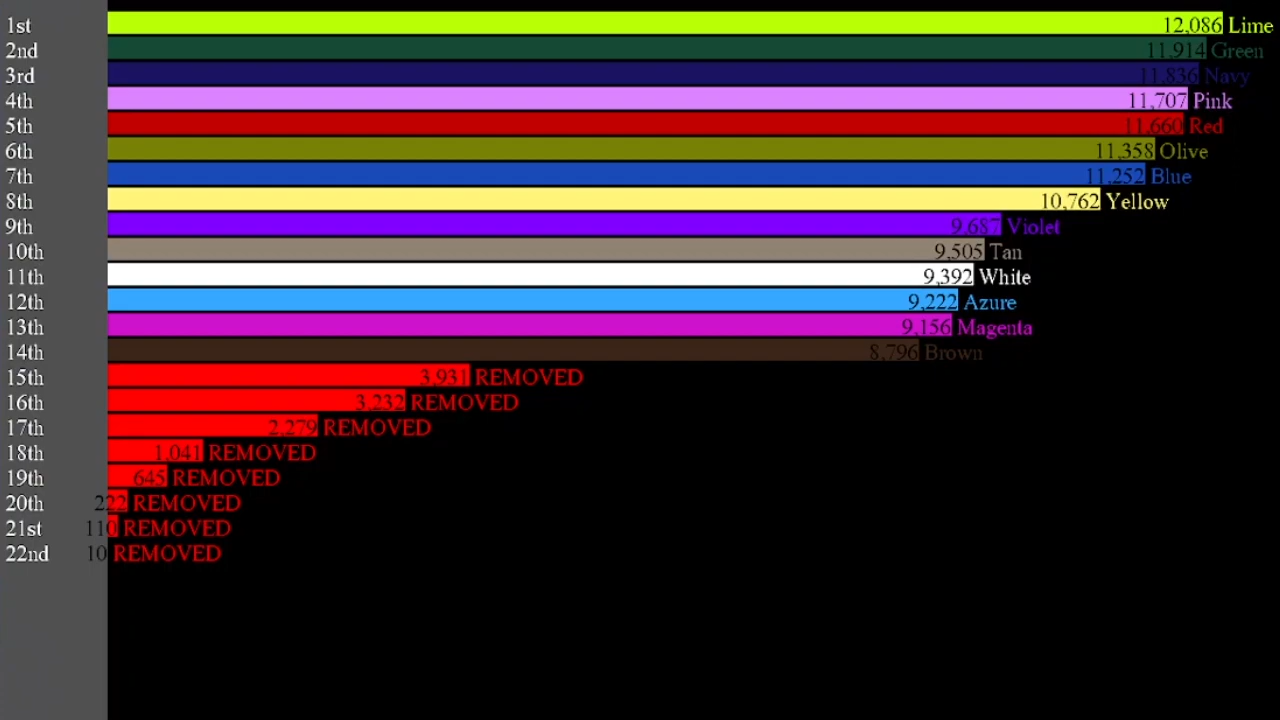 1st 12,086 Lime
2nd 11,914 Green
3rd 11,836 Navy
4th 11,707 Pink
5th 11,660 Red
6th 11,358 Olive
7th 11,252 Blue
8th 10,762 Yellow
9th 9,687 Violet
10th 9,505 Tan
11th 9,392 White
12th 9,222 Azure
13th 9,156 Magenta
14th 8,796 Brown
15th 3,931 REMOVED
16th 3,232 REMOVED
17th 2,279 REMOVED
18th 1,041 REMOVED
19th 645 REMOVED
20th 222 REMOVED
21st 110 REMOVED
22nd 10 REMOVED